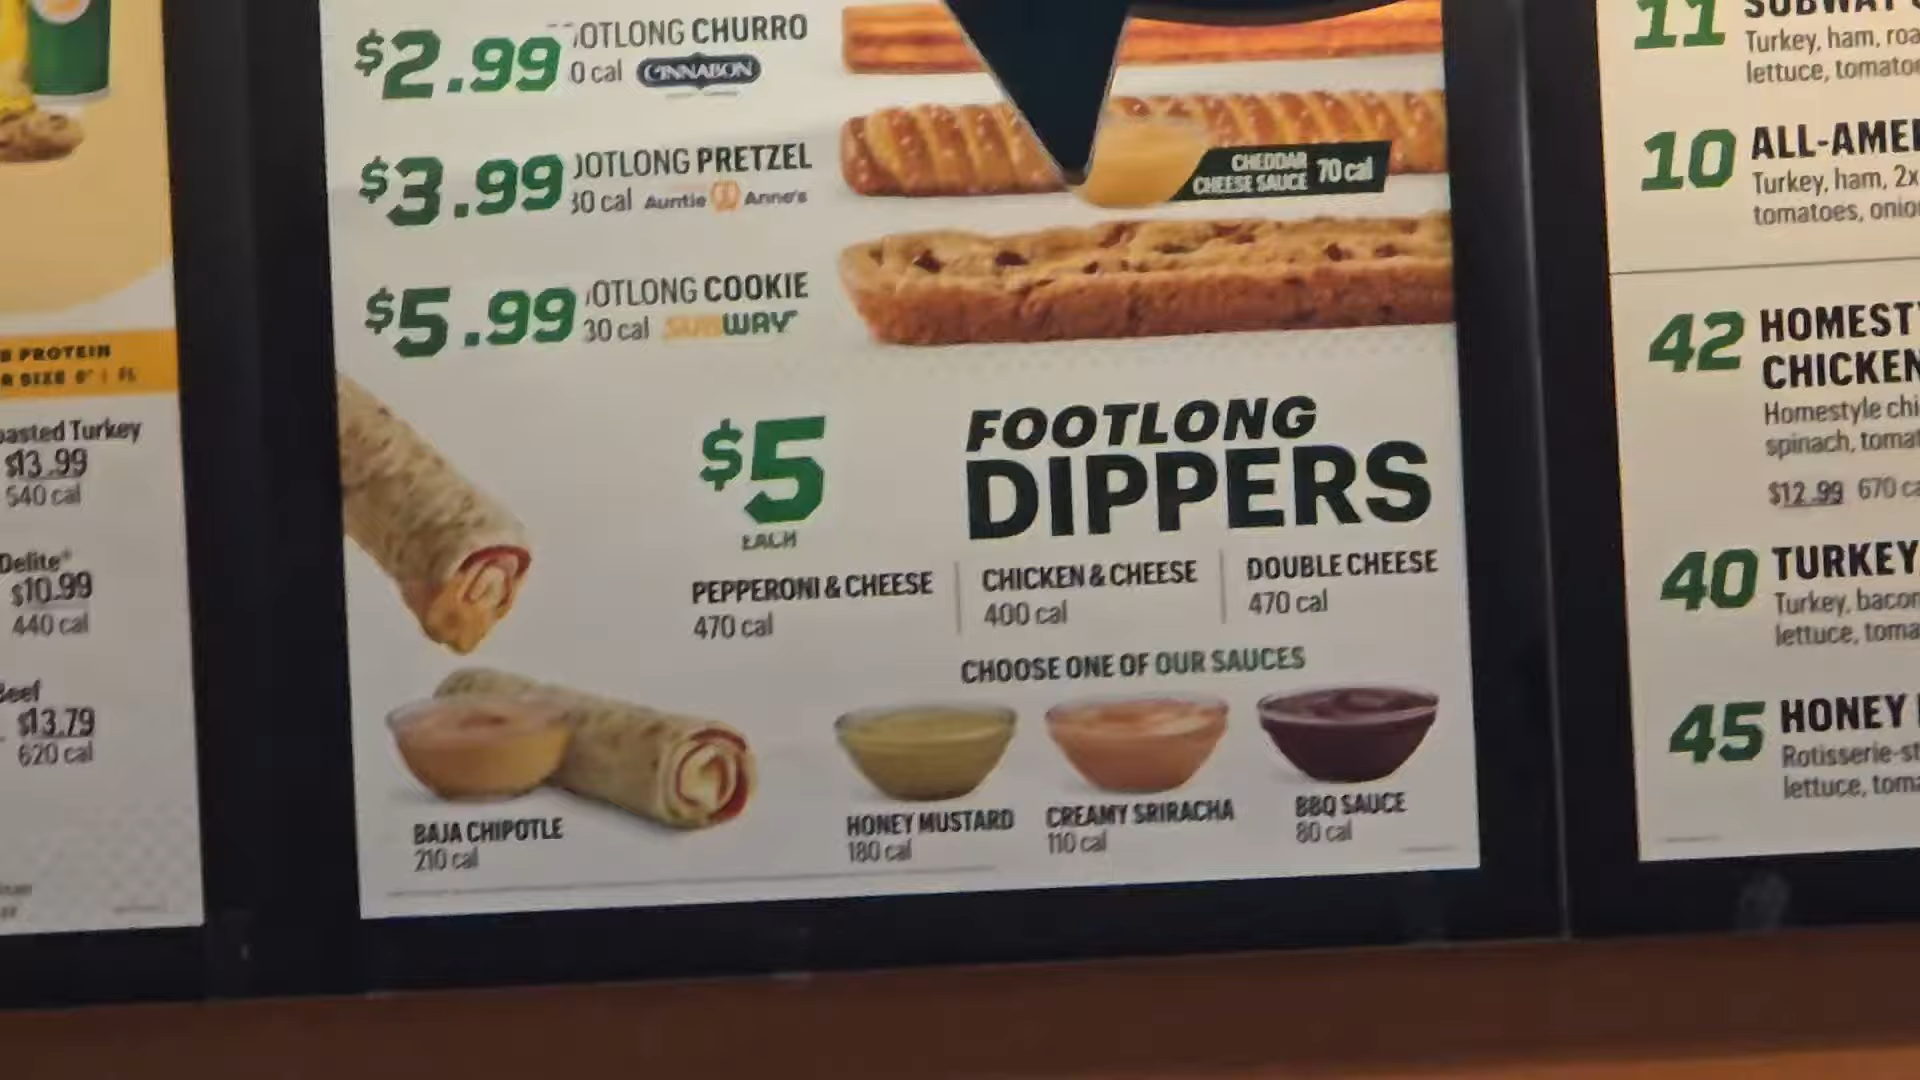 $2.99 OTLONG CHURRO
0 cal CINNABON
$3.99 OTLONG PRETZEL
30 cal Auntie Anne's
CHEDDAR
CHEESE SAUCE 70 cal
$5.99 OTLONG COOKIE
30 cal SUBWAY
$5
EACH
FOOTLONG
DIPPERS
PEPPERONI & CHEESE
470 cal
CHICKEN & CHEESE
400 cal
DOUBLE CHEESE
470 cal
CHOOSE ONE OF OUR SAUCES
BAJA CHIPOTLE
210 cal
HONEY MUSTARD
180 cal
CREAMY SRIRACHA
110 cal
BBQ SAUCE
80 cal
PROTEIN
SIZE 6"
asted Turkey
$13.99
540 cal
Delite®
$10.99
440 cal
Beef
$13.79
620 cal
11 SUBWAY
Turkey, ham, roa
lettuce, tomato
10 ALL-AME
Turkey, ham, 2x
tomatoes, onio
42 HOMEST
CHICKEN
Homestyle chi
spinach, tomat
$12.99 670 ca
40 TURKEY
Turkey, bacon
lettuce, toma
45 HONEY
Rotisserie-st
lettuce, toma